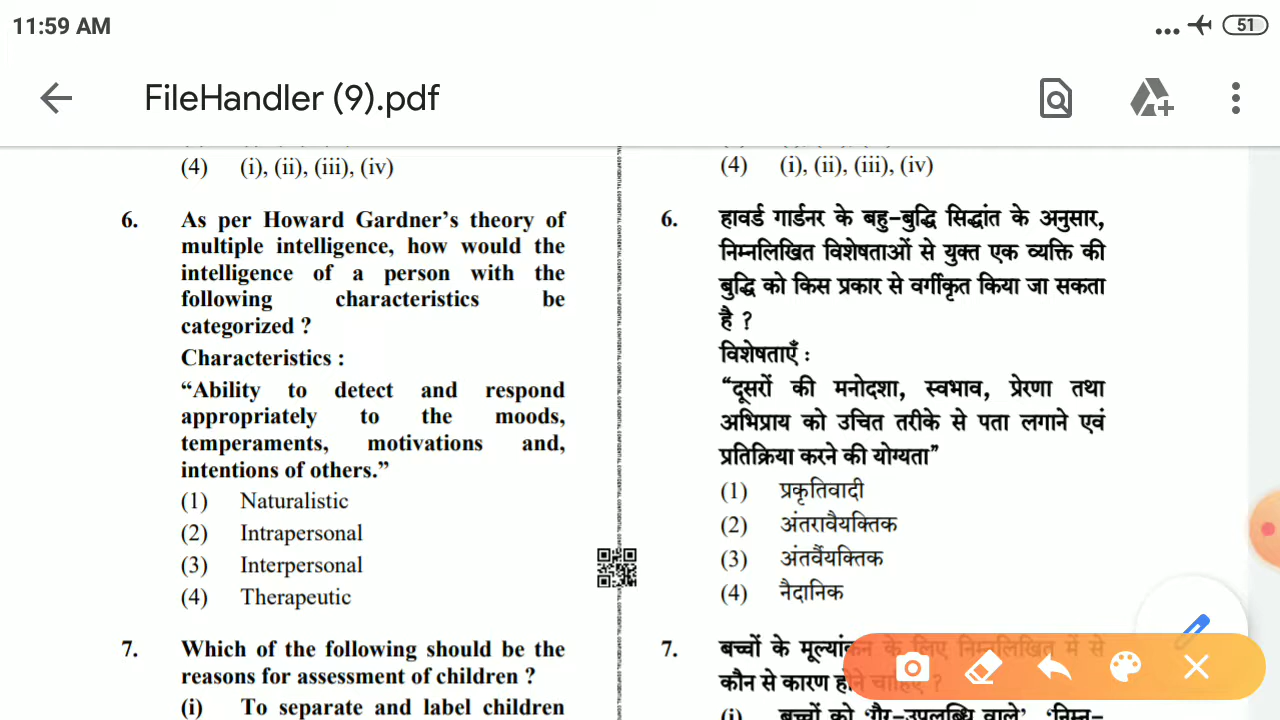 11:59 AM
51
FileHandler (9).pdf
(4) (i), (ii), (iii), (iv)
6. As per Howard Gardner's theory of
multiple intelligence, how would the
intelligence of a person with the
following characteristics be
categorized ?
Characteristics :
“Ability to detect and respond
appropriately to the moods,
temperaments, motivations and,
intentions of others.”
(1) Naturalistic
(2) Intrapersonal
(3) Interpersonal
(4) Therapeutic
7. Which of the following should be the
reasons for assessment of children ?
(i) To separate and label children
(4) (i), (ii), (iii), (iv)
6. हावर्ड गार्डनर के बहु-बुद्धि सिद्धांत के अनुसार,
निम्नलिखित विशेषताओं से युक्त एक व्यक्ति की
बुद्धि को किस प्रकार से वर्गीकृत किया जा सकता
है ?
विशेषताएँ :
“दूसरों की मनोदशा, स्वभाव, प्रेरणा तथा
अभिप्राय को उचित तरीके से पता लगाने एवं
प्रतिक्रिया करने की योग्यता”
(1) प्रकृतिवादी
(2) अंतरावैयक्तिक
(3) अंतर्वैयक्तिक
(4) नैदानिक
7. बच्चों के मूल्यांकन के लिए निम्नलिखित में से
कौन से कारण होने चाहिएँ ?
(i) बच्चों को ‘गैर-उपलब्धि वाले’ ‘निम्न-